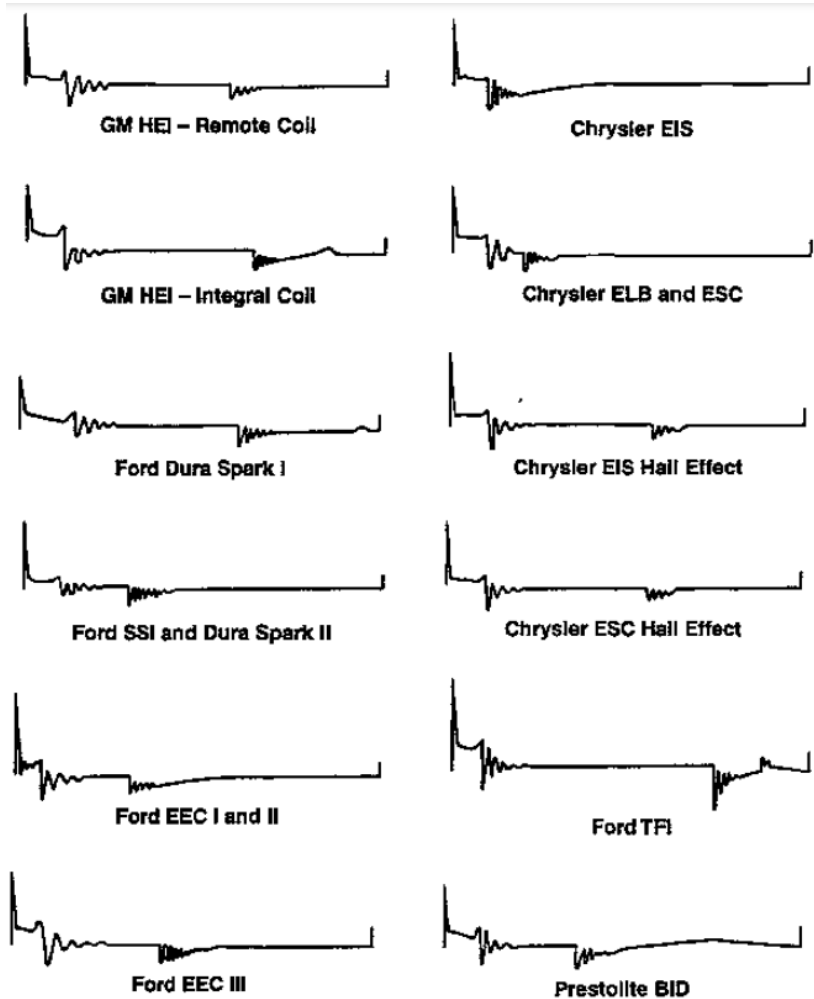 GM HEI – Remote Coil
Chrysler EIS
GM HEI – Integral Coil
Chrysler ELB and ESC
Ford Dura Spark I
Chrysler EIS Hall Effect
Ford SSI and Dura Spark II
Chrysler ESC Hall Effect
Ford EEC I and II
Ford TFI
Ford EEC III
Prestolite BID